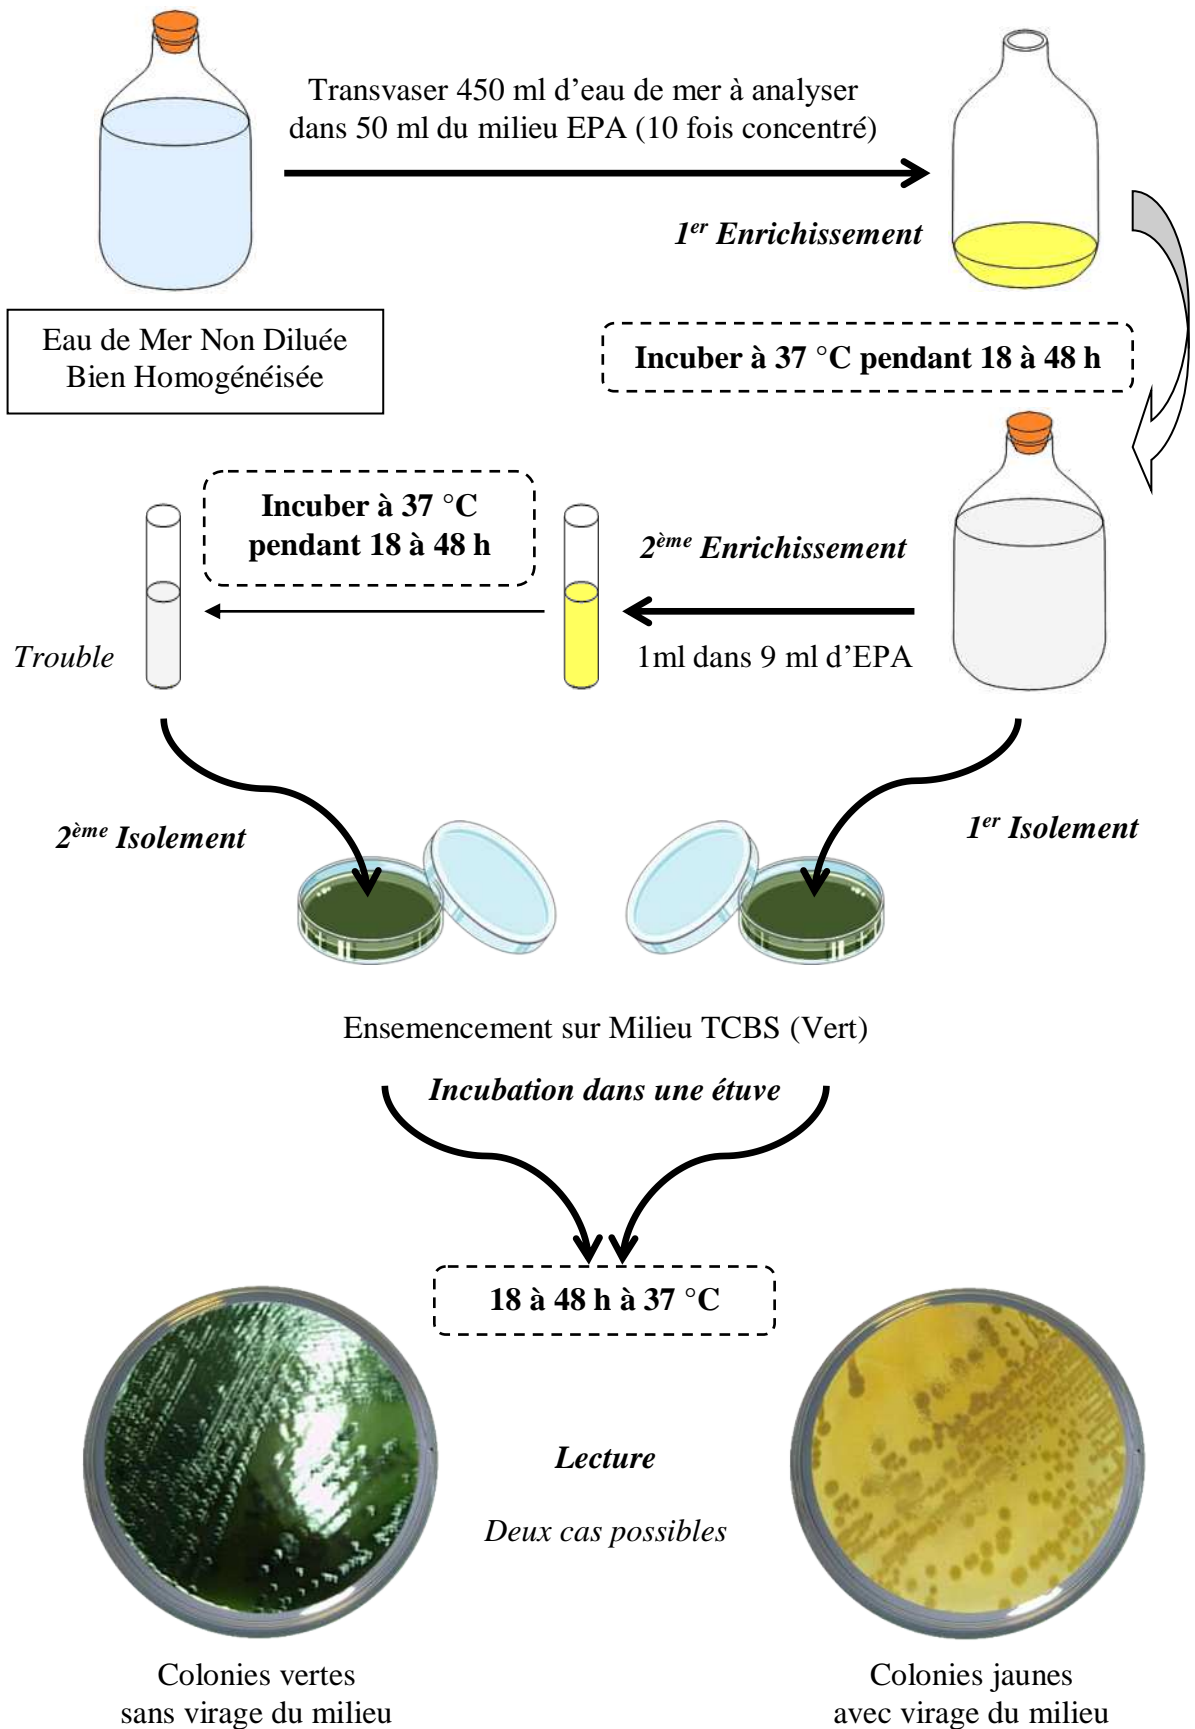 Transvaser 450 ml d’eau de mer à analyser
dans 50 ml du milieu EPA (10 fois concentré)
1er Enrichissement
Eau de Mer Non Diluée
Bien Homogénéisée
Incuber à 37 °C pendant 18 à 48 h
Incuber à 37 °C
pendant 18 à 48 h
2ème Enrichissement
Trouble
1ml dans 9 ml d’EPA
2ème Isolement
1er Isolement
Ensemencement sur Milieu TCBS (Vert)
Incubation dans une étuve
18 à 48 h à 37 °C
Lecture
Deux cas possibles
Colonies vertes
sans virage du milieu
Colonies jaunes
avec virage du milieu